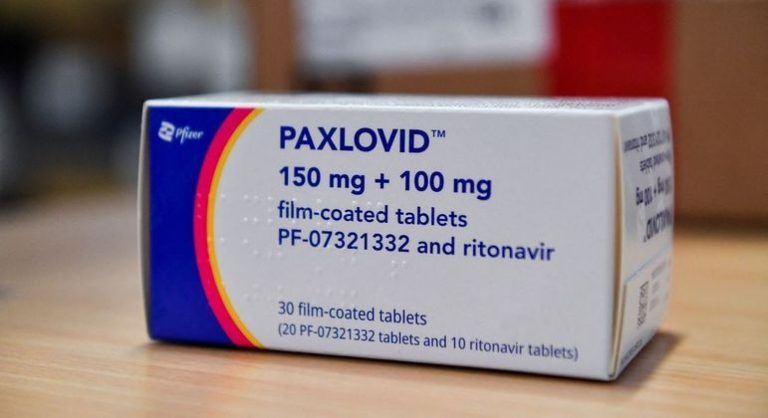 Pfizer
PAXLOVID™
150 mg + 100 mg
film-coated tablets
PF-07321332 and ritonavir
30 film-coated tablets
(20 PF-07321332 tablets and 10 ritonavir tablets)